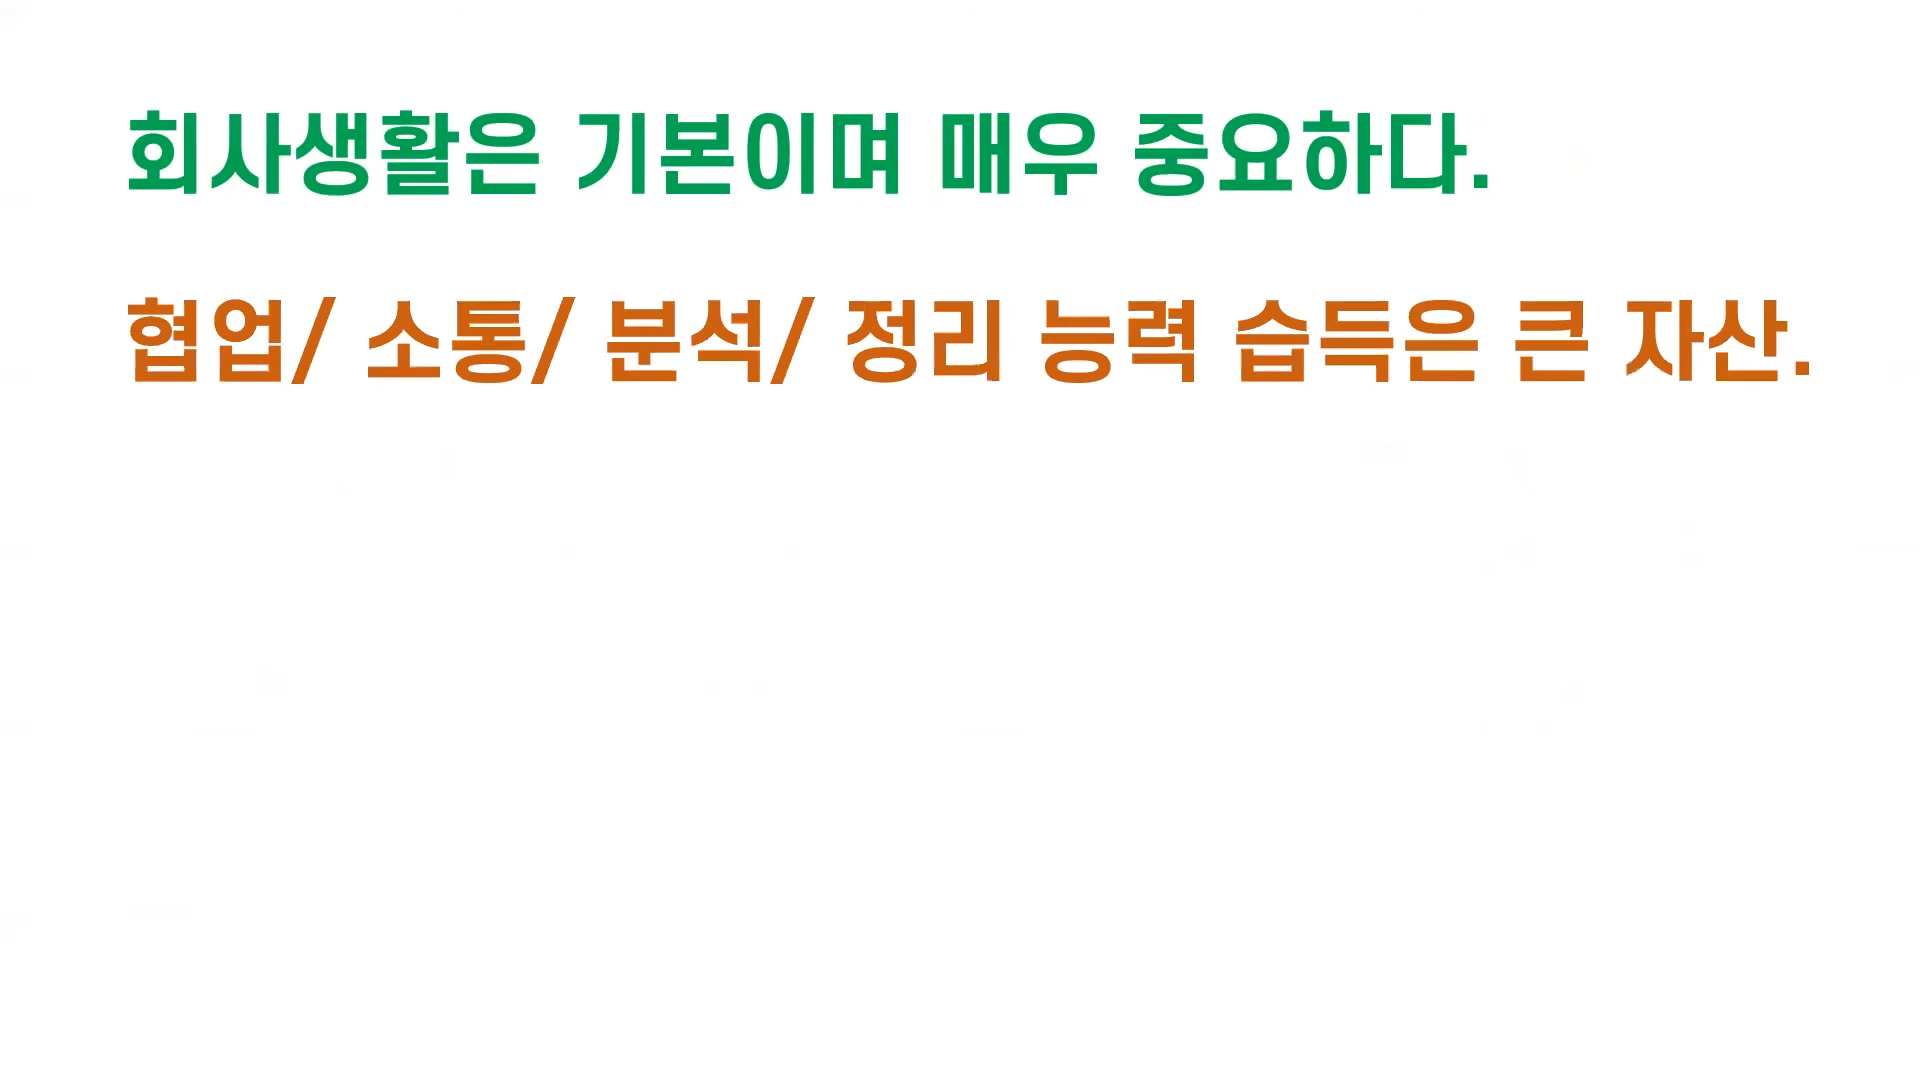 회사생활은 기본이며 매우 중요하다.
협업/ 소통/ 분석/ 정리 능력 습득은 큰 자산.